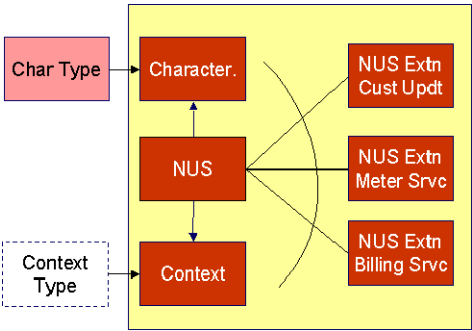 Char Type
Character.
NUS Extn
Cust Updt
NUS
NUS Extn
Meter Srvc
Context
Type
Context
NUS Extn
Billing Srvc